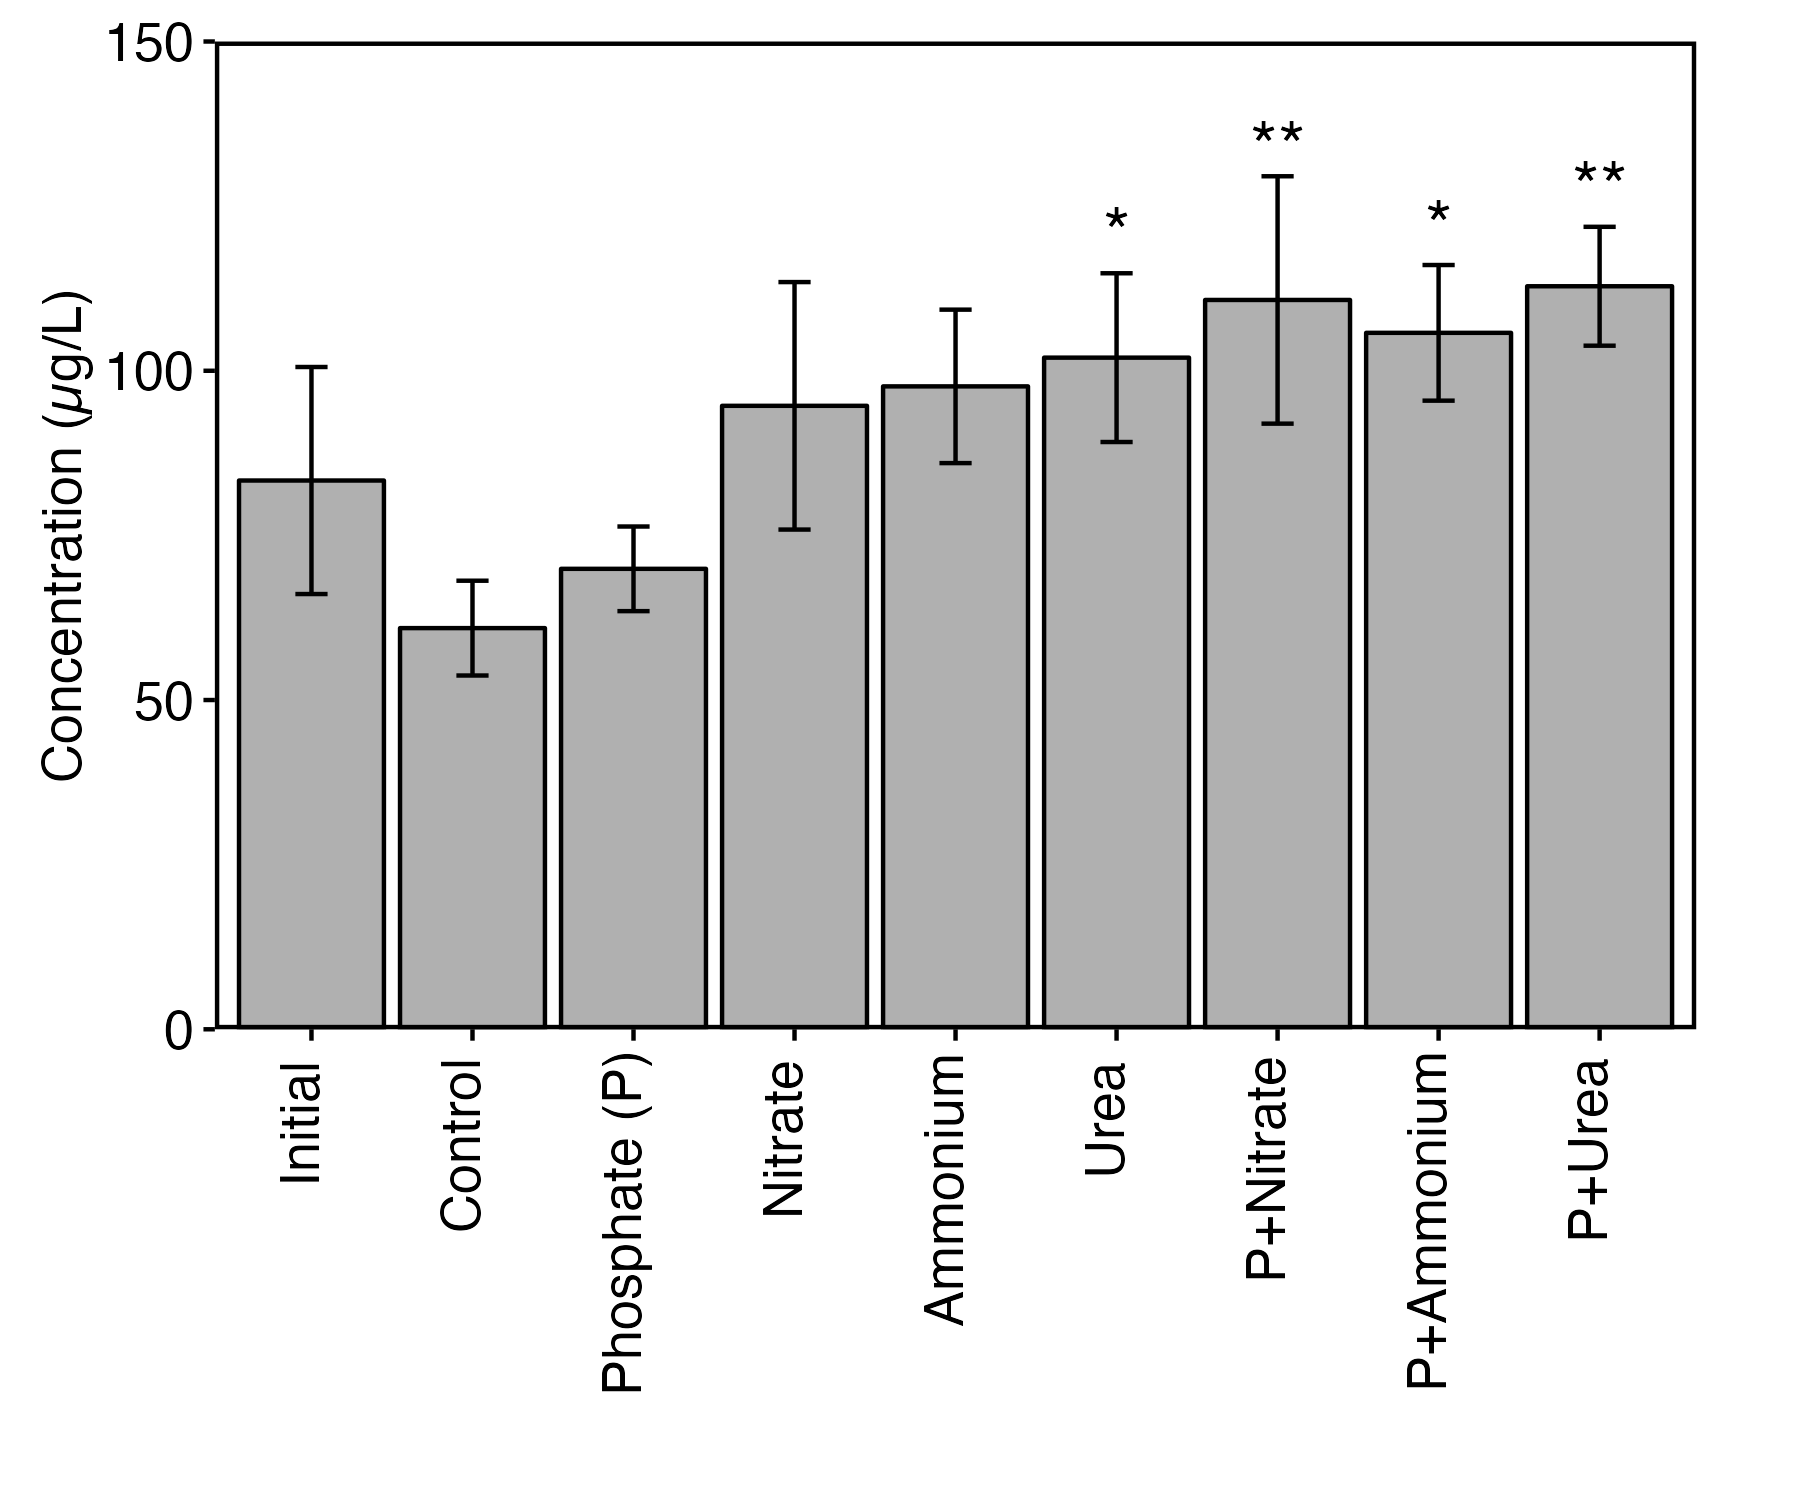 150
100
50
0
Concentration (µg/L)
*
**
*
**
Initial
Control
Phosphate (P)
Nitrate
Ammonium
Urea
P+Nitrate
P+Ammonium
P+Urea